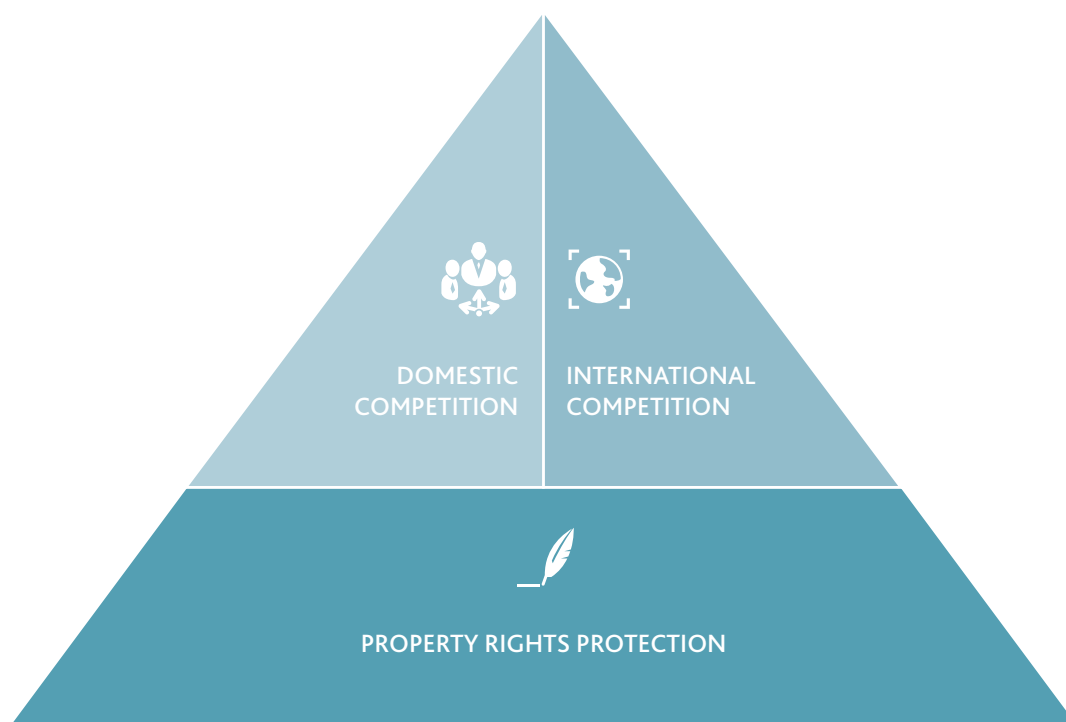 DOMESTIC
COMPETITION
INTERNATIONAL
COMPETITION
PROPERTY RIGHTS PROTECTION